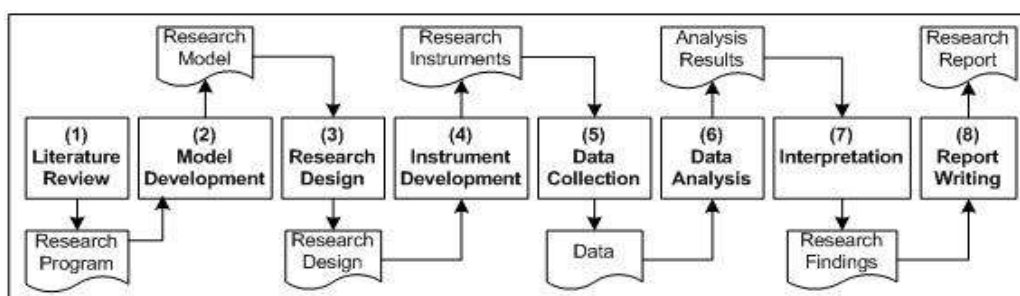 Research
Model
Research
Instruments
Analysis
Results
Research
Report
(1)
Literature
Review
(2)
Model
Development
(3)
Research
Design
(4)
Instrument
Development
(5)
Data
Collection
(6)
Data
Analysis
(7)
Interpretation
(8)
Report
Writing
Research
Program
Research
Design
Data
Research
Findings